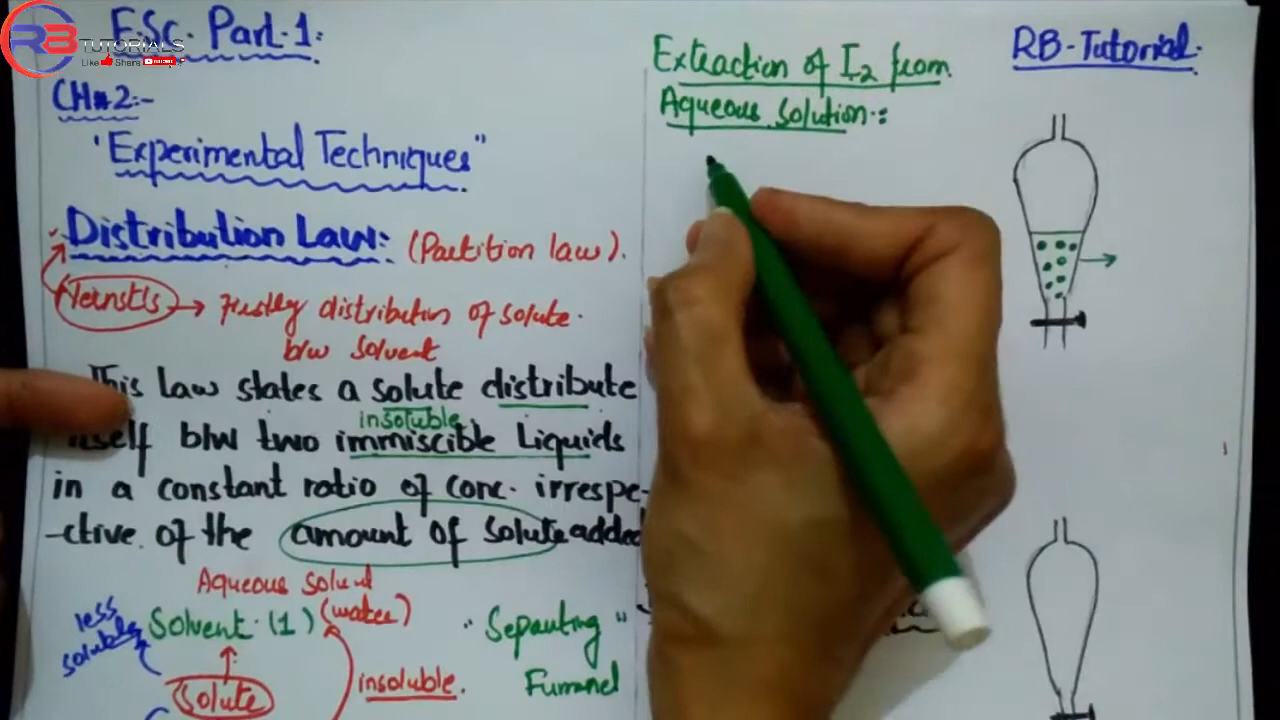 RB TUTORIALS
Like Share
F.SC. Part.1.
CH# 2:-
"Experimental Techniques"
Distribution Law: (Partition law).
distribution of solute.
b/w solvent
This Law states a solute distribute
insoluble
itself b/w two immiscible Liquids
in a constant ratio of Conc. irrespe-
-ctive. of the amount of solute added
Aqueous solvent
less soluble
Solvent. (1) (water)
Solute
insoluble.
"Separating"
Funnel
Extraction of I2 from
Aqueous solution:
RB-Tutorial.